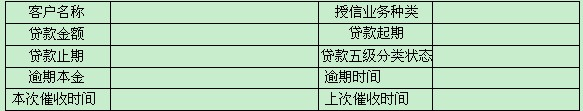 客户名称 授信业务种类
贷款金额 贷款起期
贷款止期 贷款五级分类状态
逾期本金 逾期时间
本次催收时间 上次催收时间